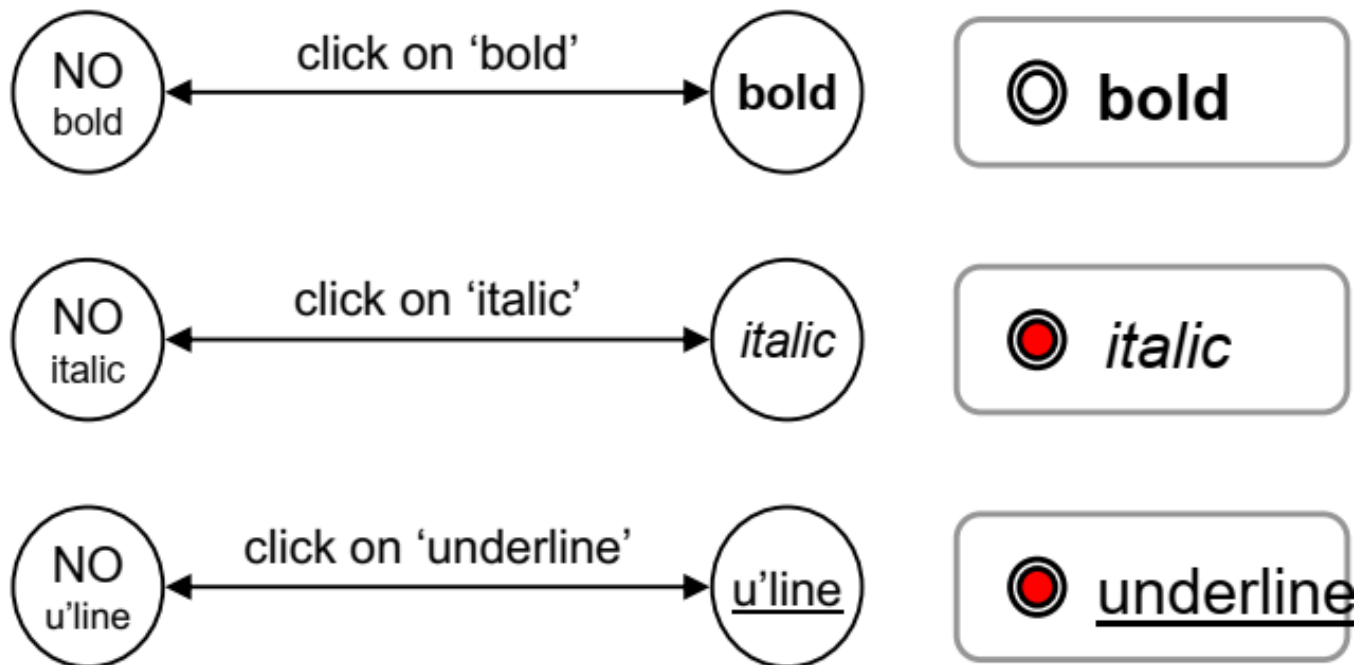 NO
bold
click on ‘bold’
bold
bold
NO
italic
click on ‘italic’
italic
italic
NO
u’line
click on ‘underline’
u’line
underline